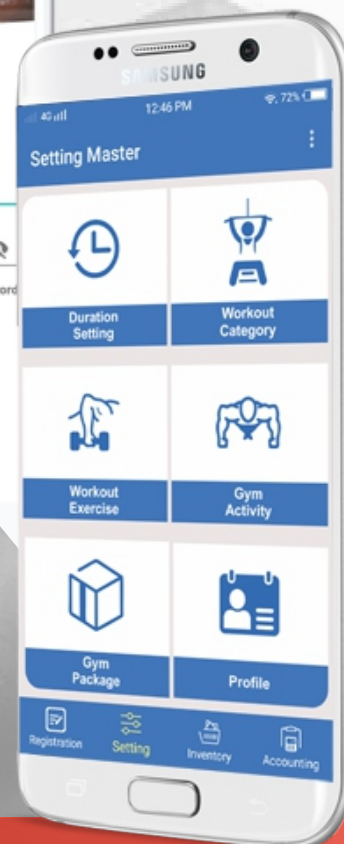 SAMSUNG
4G
12:46 PM
72%
Setting Master
Duration
Setting
Workout
Category
Workout
Exercise
Gym
Activity
Gym
Package
Profile
Registration
Setting
Inventory
Accounting